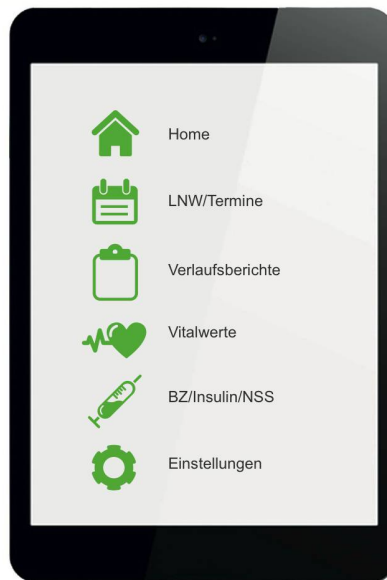 Home
LNW/Termine
Verlaufsberichte
Vitalwerte
BZ/Insulin/NSS
Einstellungen